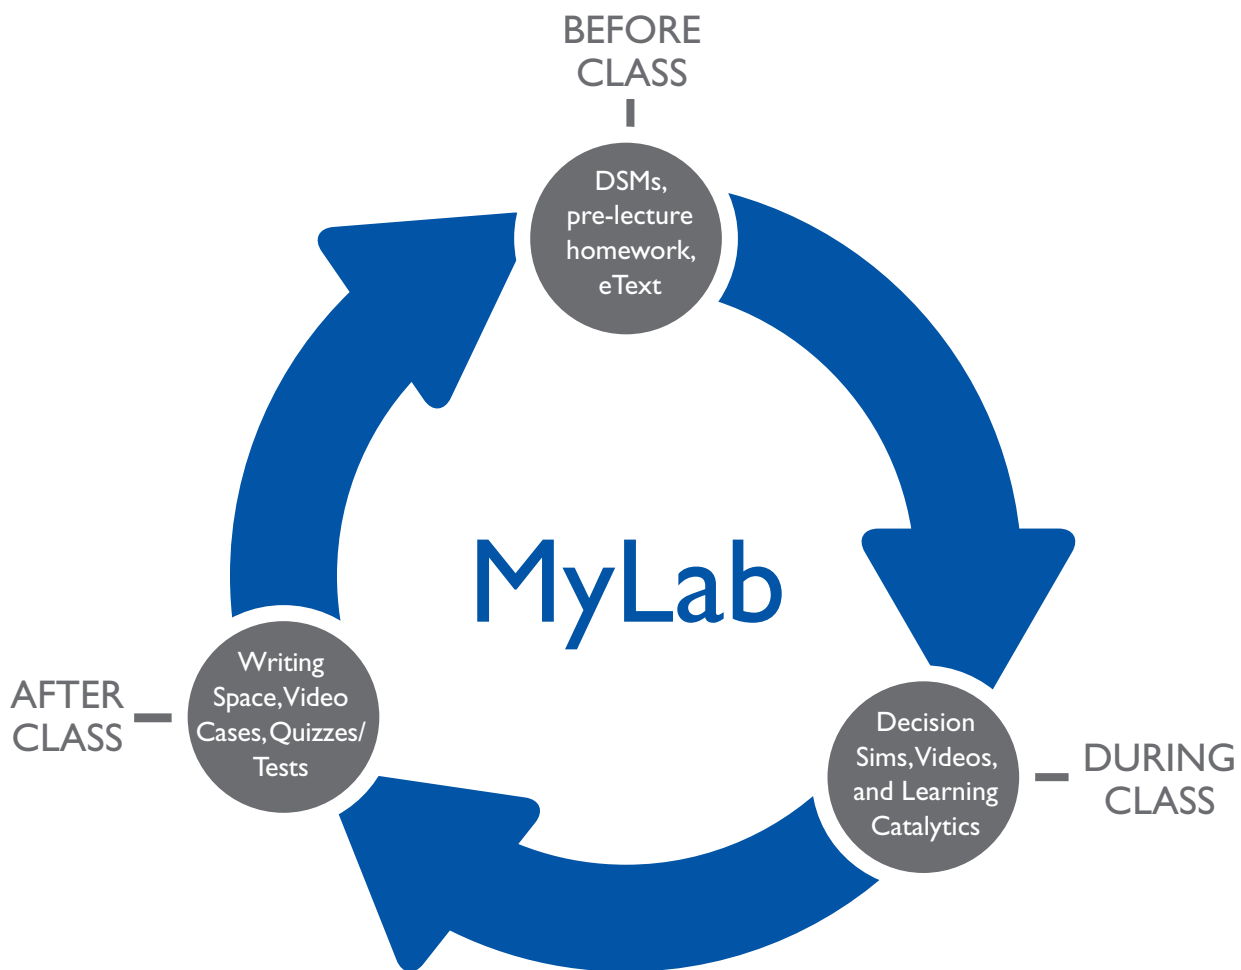 BEFORE
CLASS
DSMs,
pre-lecture
homework,
eText
MyLab
Writing
Space, Video
Cases, Quizzes/
Tests
AFTER
CLASS
Decision
Sims, Videos,
and Learning
Catalytics
DURING
CLASS